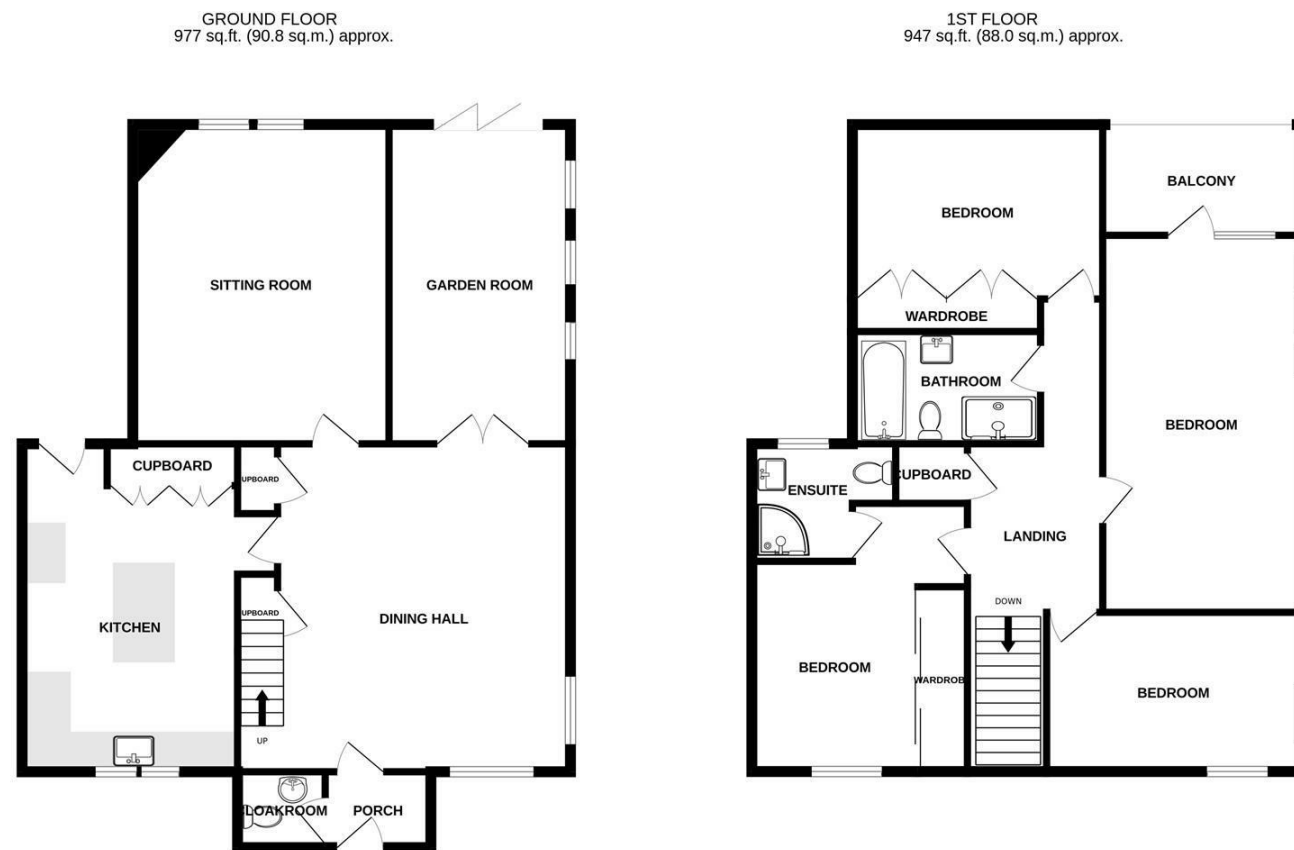 GROUND FLOOR
977 sq.ft. (90.8 sq.m.) approx.
SITTING ROOM
GARDEN ROOM
CUPBOARD
UPBOARD
KITCHEN
UPBOARD
DINING HALL
UP
LOAKROOM
PORCH
1ST FLOOR
947 sq.ft. (88.0 sq.m.) approx.
BALCONY
BEDROOM
WARDROBE
BATHROOM
BEDROOM
CUPBOARD
ENSUITE
LANDING
DOWN
BEDROOM
WARDROB
BEDROOM